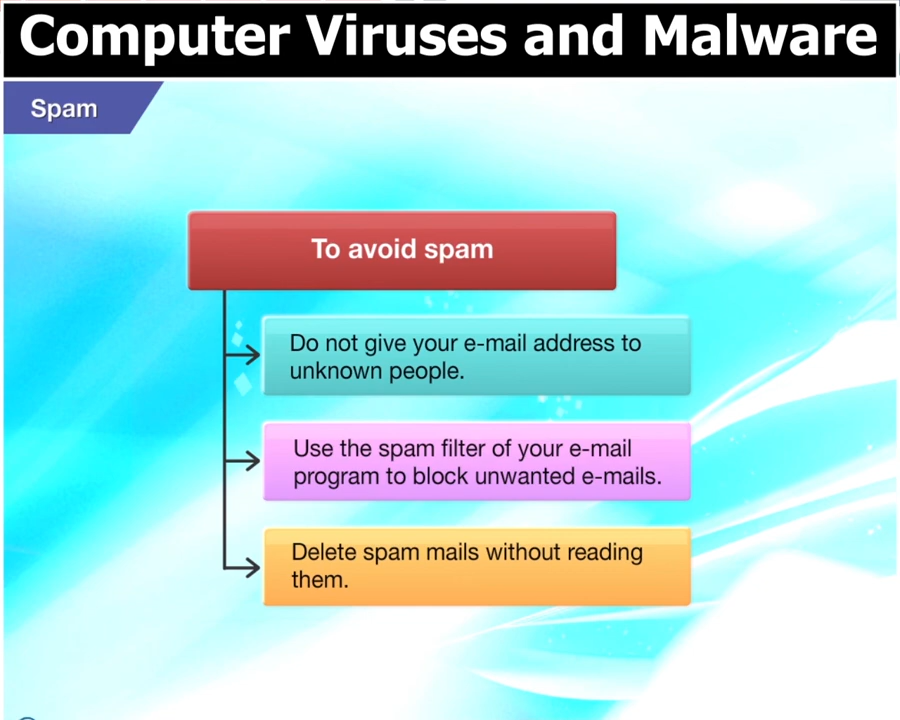 Computer Viruses and Malware
Spam
To avoid spam
Do not give your e-mail address to
unknown people.
Use the spam filter of your e-mail
program to block unwanted e-mails.
Delete spam mails without reading
them.